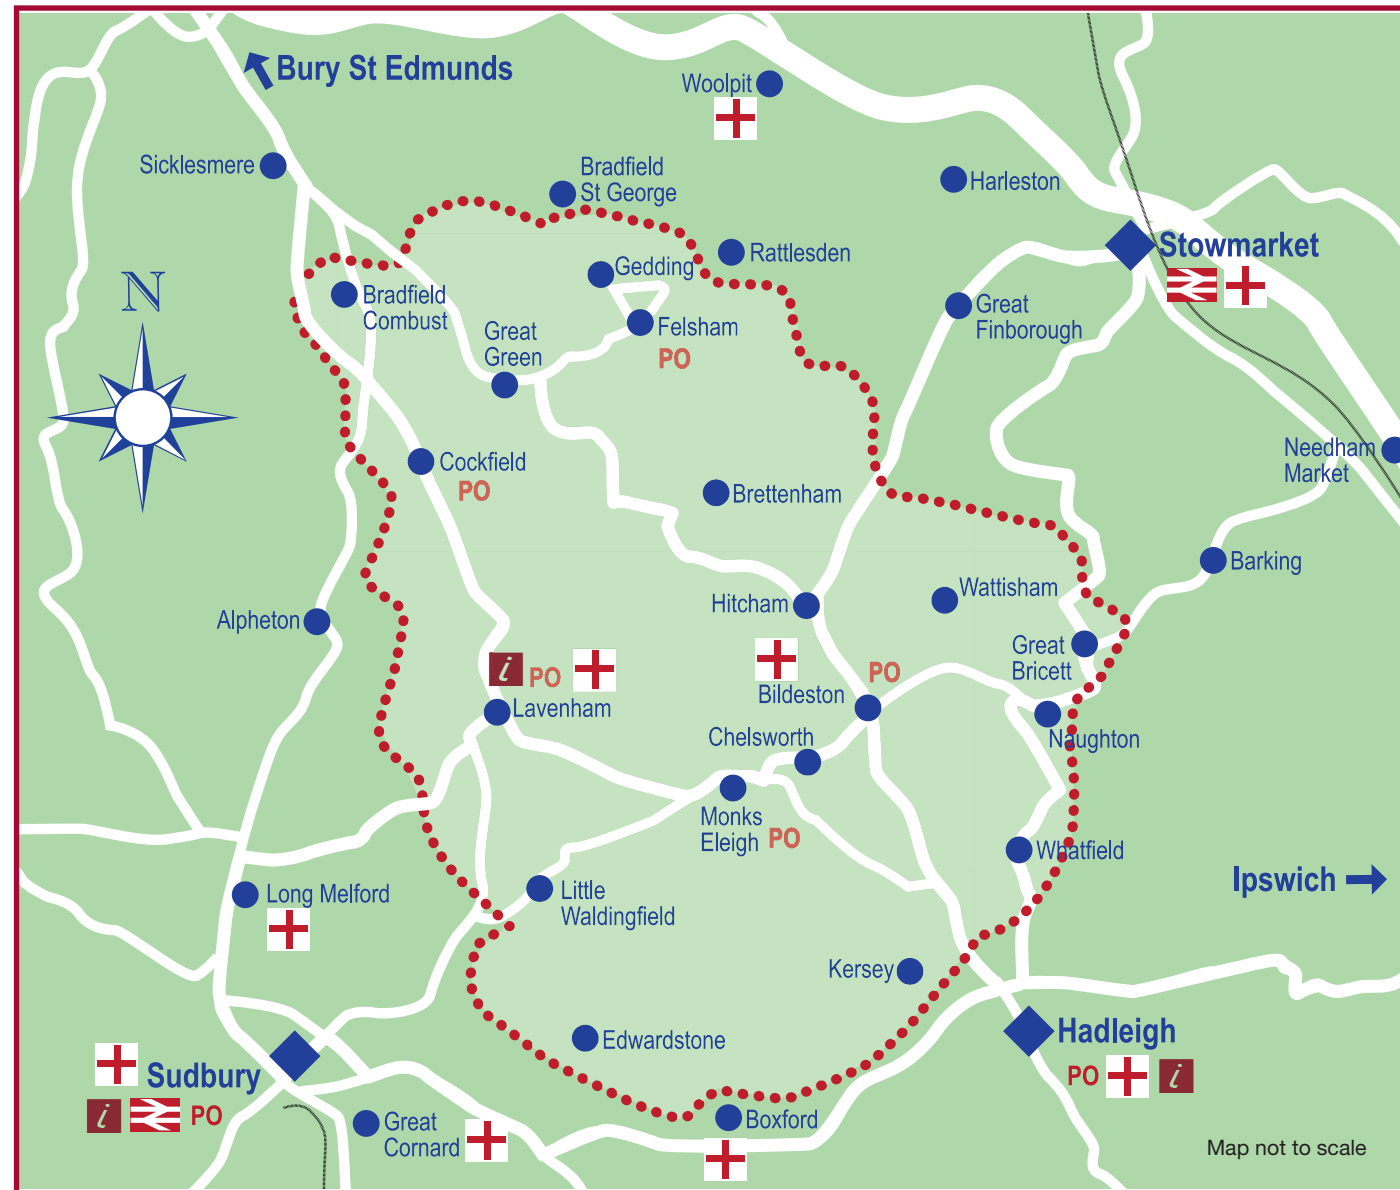 Bury St Edmunds
Woolpit
Sicklesmere
Bradfield
St George
Harleston
Stowmarket
Rattlesden
Gedding
N
Bradfield
Combust
Great
Finborough
Felsham
PO
Great
Green
Needham
Market
Cockfield
PO
Brettenham
Barking
Wattisham
Hitcham
Alpheton
Great
Bricett
i
PO
PO
Lavenham
Bildeston
Chelsworth
Naughton
Monks
Eleigh
PO
Whatfield
Ipswich
Long Melford
Little
Waldingfield
Kersey
Hadleigh
PO
i
Edwardstone
Sudbury
i
PO
Great
Cornard
Boxford
Map not to scale